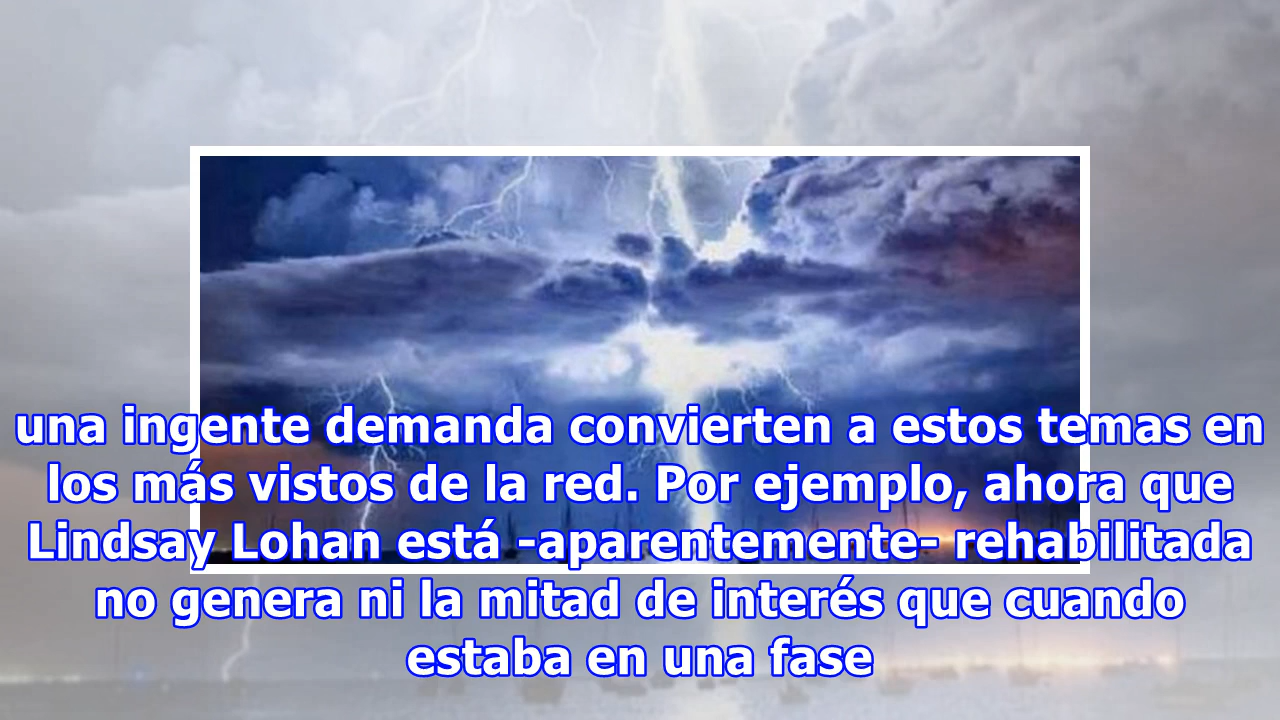 una ingente demanda convierten a estos temas en
los más vistos de la red. Por ejemplo, ahora que
Lindsay Lohan está -aparentemente- rehabilitada
no genera ni la mitad de interés que cuando
estaba en una fase